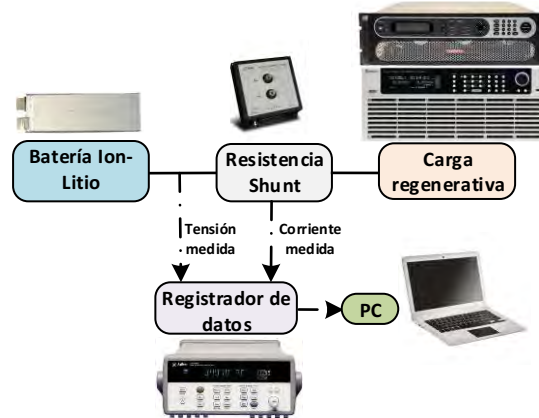 Batería Ion-
Litio
Resistencia
Shunt
Carga
regenerativa
Tensión
medida
Corriente
medida
Registrador de
datos
PC